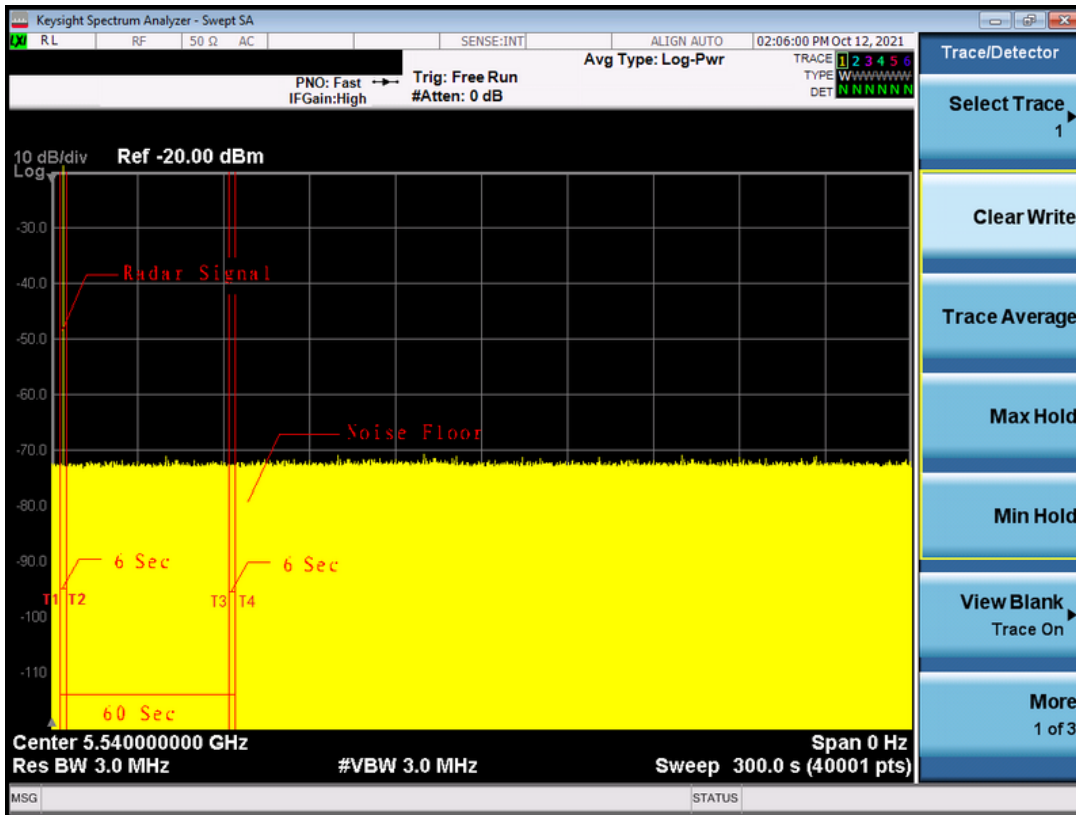 Keysight Spectrum Analyzer - Swept SA
LXI RL RF 50 Ω AC SENSE:INT ALIGN AUTO 02:06:00 PM Oct 12, 2021
Avg Type: Log-Pwr
TRACE 1 2 3 4 5 6
PNO: Fast Trig: Free Run
TYPE WWWWWW
IFGain:High #Atten: 0 dB
DET N N N N N N
10 dB/div Ref -20.00 dBm
Log
-30.0
Radar Signal
-40.0
-50.0
-60.0
Noise Floor
-70.0
-80.0
-90.0
6 Sec 6 Sec
T1 T2 T3 T4
-100
-110
60 Sec
Center 5.540000000 GHz Span 0 Hz
Res BW 3.0 MHz #VBW 3.0 MHz Sweep 300.0 s (40001 pts)
MSG STATUS
Trace/Detector
Select Trace
1
Clear Write
Trace Average
Max Hold
Min Hold
View Blank
Trace On
More
1 of 3